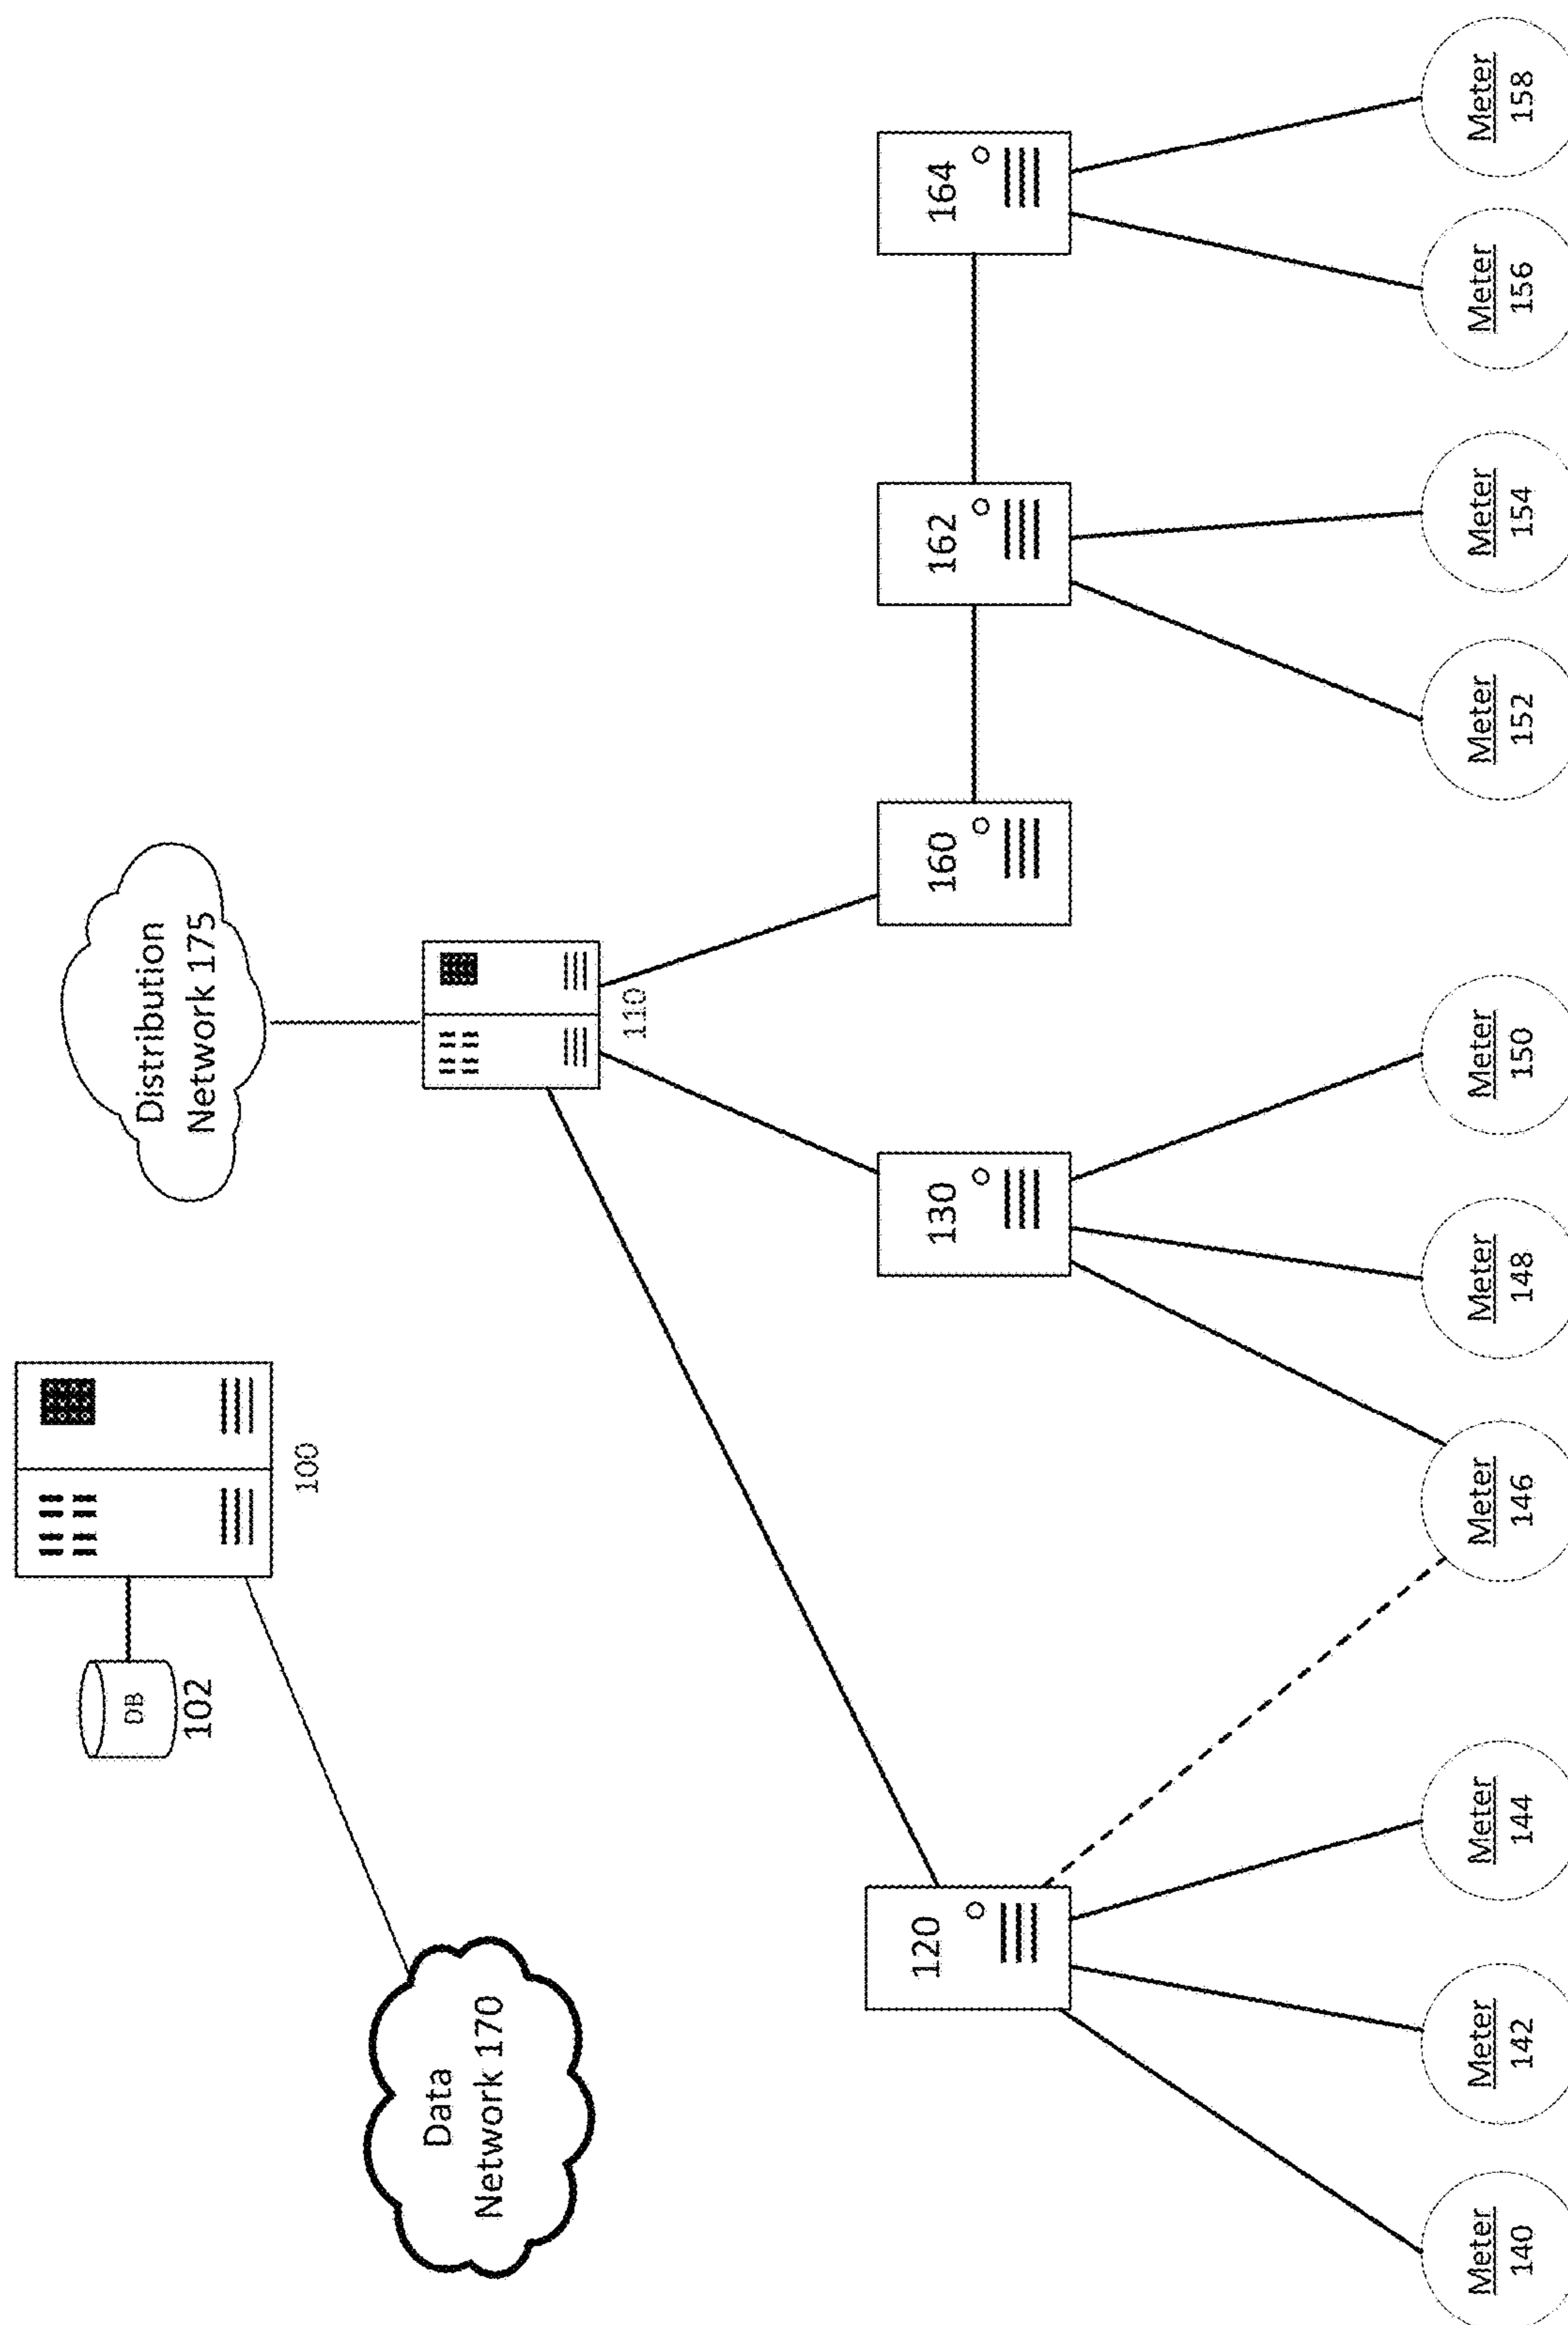 DB
102
100
Distribution
Network 175
Data
Network 170
110
120
130
160
162
164
Meter
140
Meter
142
Meter
144
Meter
146
Meter
148
Meter
150
Meter
152
Meter
154
Meter
156
Meter
158